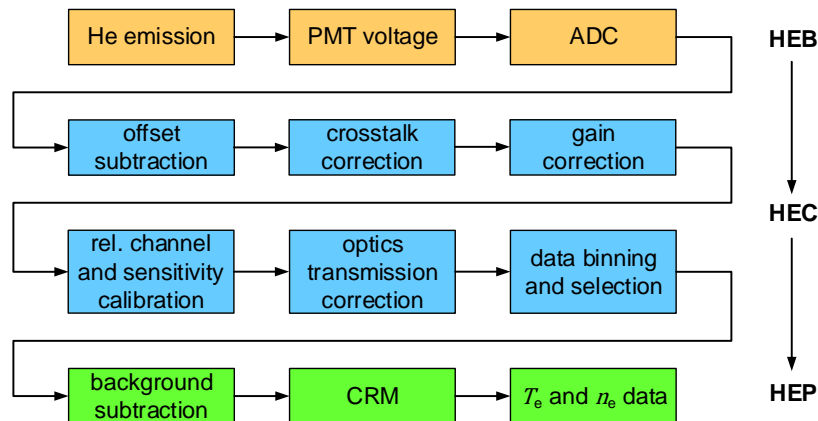 He emission
PMT voltage
ADC
HEB
offset
subtraction
crosstalk
correction
gain
correction
HEC
rel. channel
and sensitivity
calibration
optics
transmission
correction
data binning
and selection
background
subtraction
CRM
Te and ne data
HEP